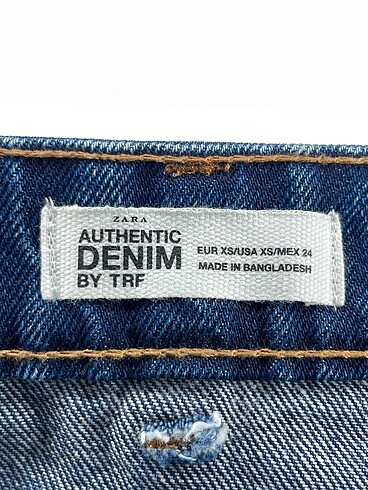 ZARA
AUTHENTIC
DENIM
BY TRF
EUR XS/USA XS/MEX 24
MADE IN BANGLADESH